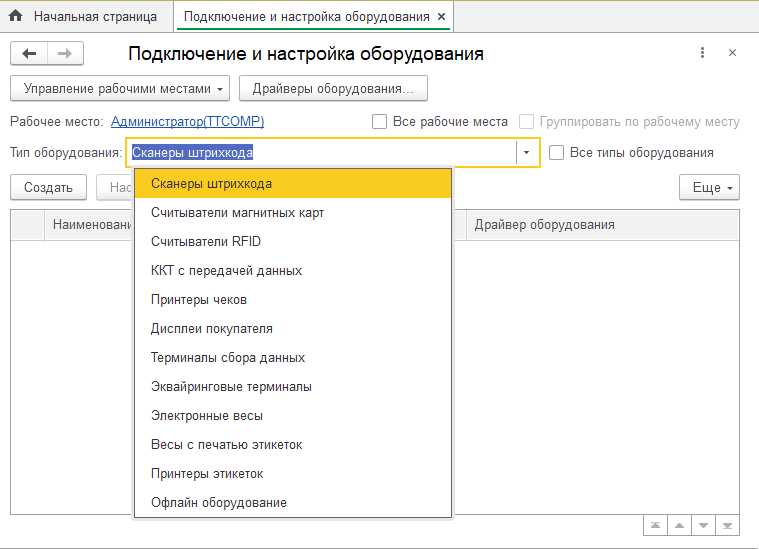 Начальная страница
Подключение и настройка оборудования ×
Подключение и настройка оборудования
Управление рабочими местами
Драйверы оборудования...
Рабочее место: Администратор(TTCOMP)
Все рабочие места
Группировать по рабочему месту
Тип оборудования: Сканеры штрихкода
Все типы оборудования
Создать
Нас
Еще
Наименовани
Драйвер оборудования
Сканеры штрихкода
Считыватели магнитных карт
Считыватели RFID
ККТ с передачей данных
Принтеры чеков
Дисплеи покупателя
Терминалы сбора данных
Эквайринговые терминалы
Электронные весы
Весы с печатью этикеток
Принтеры этикеток
Офлайн оборудование